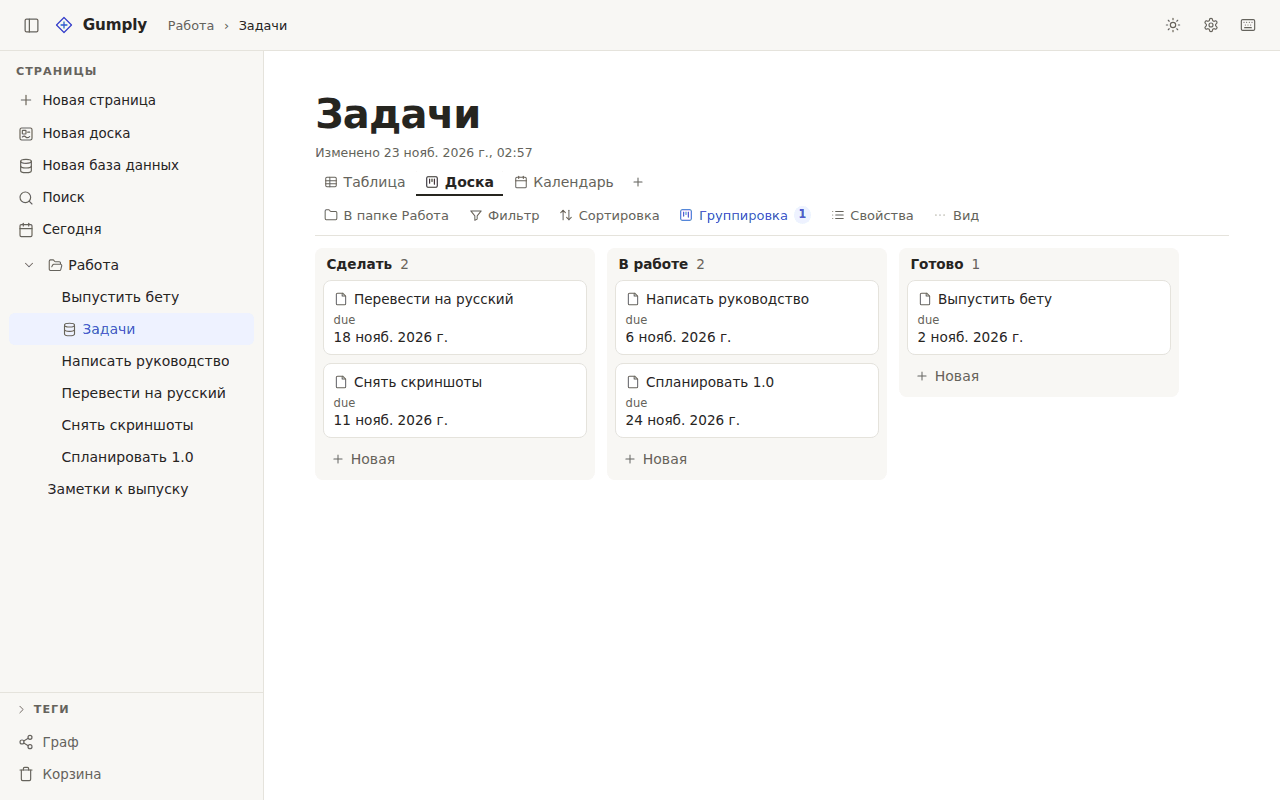 Gumply
Работа › Задачи
СТРАНИЦЫ
Новая страница
Новая доска
Новая база данных
Поиск
Сегодня
Работа
Выпустить бету
Задачи
Написать руководство
Перевести на русский
Снять скриншоты
Спланировать 1.0
Заметки к выпуску
ТЕГИ
Граф
Корзина
Задачи
Изменено 23 нояб. 2026 г., 02:57
Таблица Доска Календарь
В папке Работа Фильтр Сортировка Группировка 1 Свойства Вид
Сделать 2
Перевести на русский
due
18 нояб. 2026 г.
Снять скриншоты
due
11 нояб. 2026 г.
Новая
В работе 2
Написать руководство
due
6 нояб. 2026 г.
Спланировать 1.0
due
24 нояб. 2026 г.
Новая
Готово 1
Выпустить бету
due
2 нояб. 2026 г.
Новая